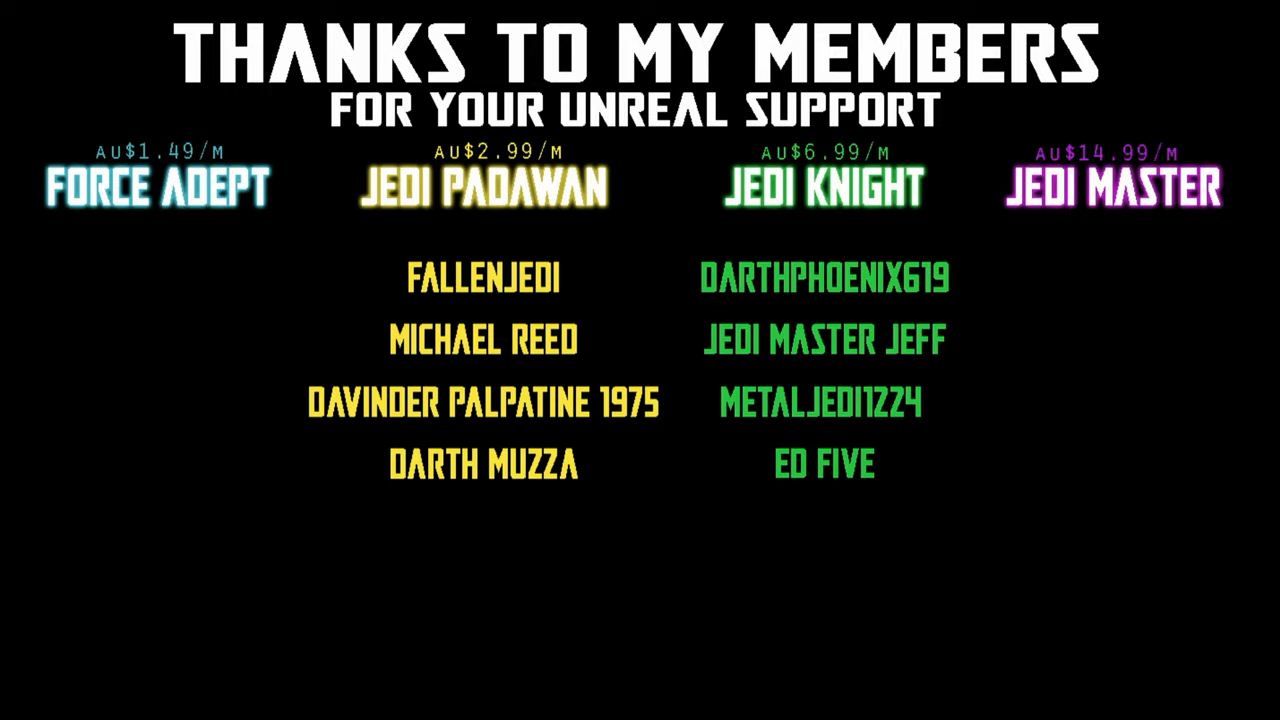 THANKS TO MY MEMBERS
FOR YOUR UNREAL SUPPORT
AU$1.49/M AU$2.99/M AU$6.99/M AU$14.99/M
FORCE ADEPT JEDI PADAWAN JEDI KNIGHT JEDI MASTER
FALLENJEDI DARTHPHOENIX619
MICHAEL REED JEDI MASTER JEFF
DAVINDER PALPATINE 1975 METALJEDI1224
DARTH MUZZA ED FIVE